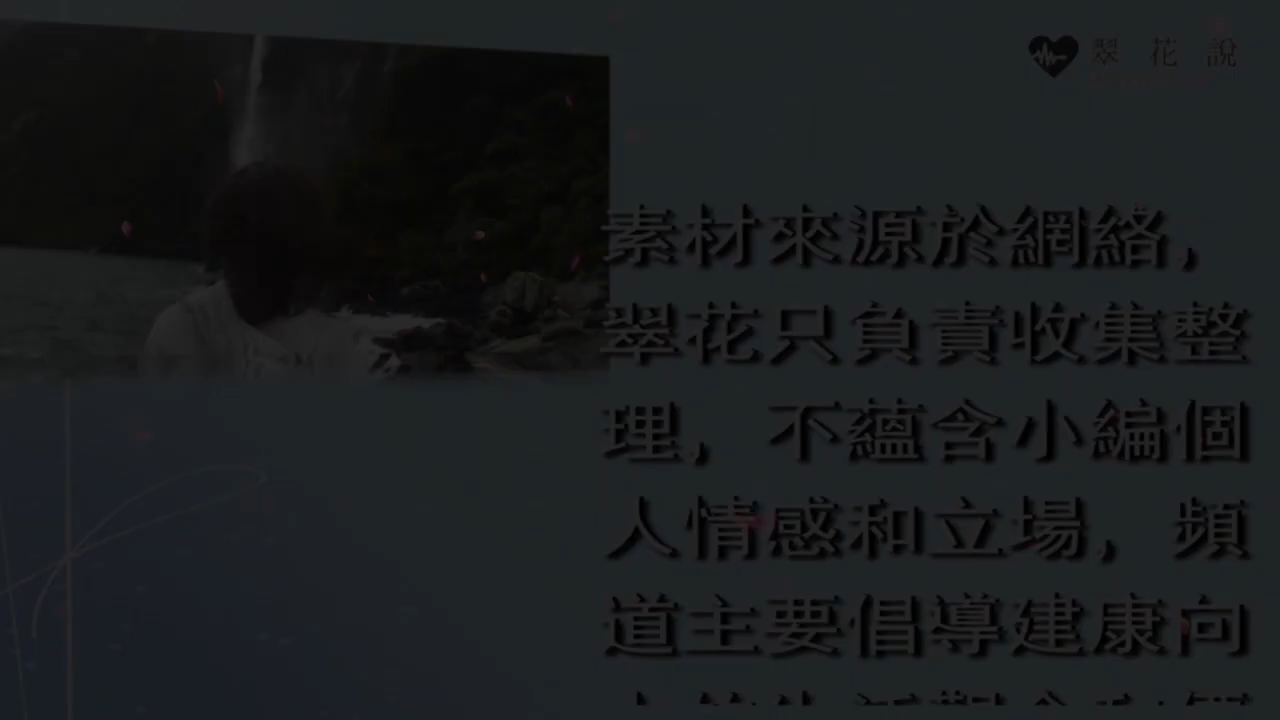 翠花說
素材來源於網絡，
翠花只負責收集整
理，不蘊含小編個
人情感和立場，頻
道主要倡導建康向